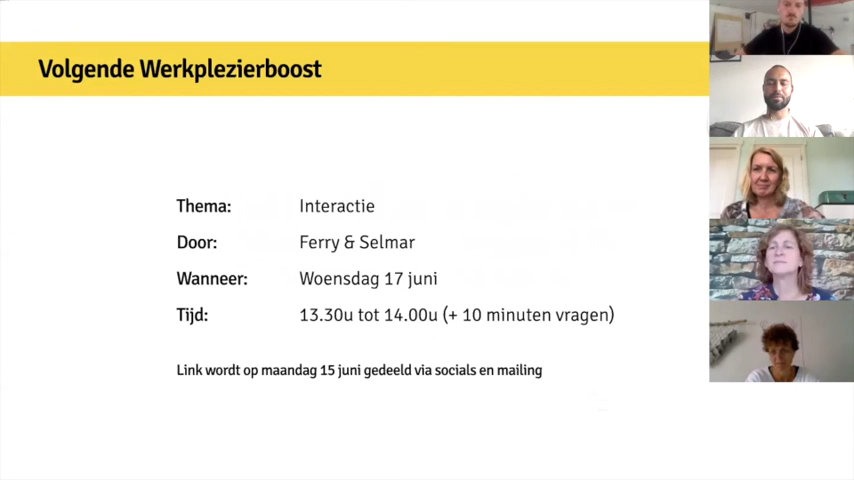 Volgende Werkplezierboost
Thema: Interactie
Door: Ferry & Selmar
Wanneer: Woensdag 17 juni
Tijd: 13.30u tot 14.00u (+ 10 minuten vragen)
Link wordt op maandag 15 juni gedeeld via socials en mailing